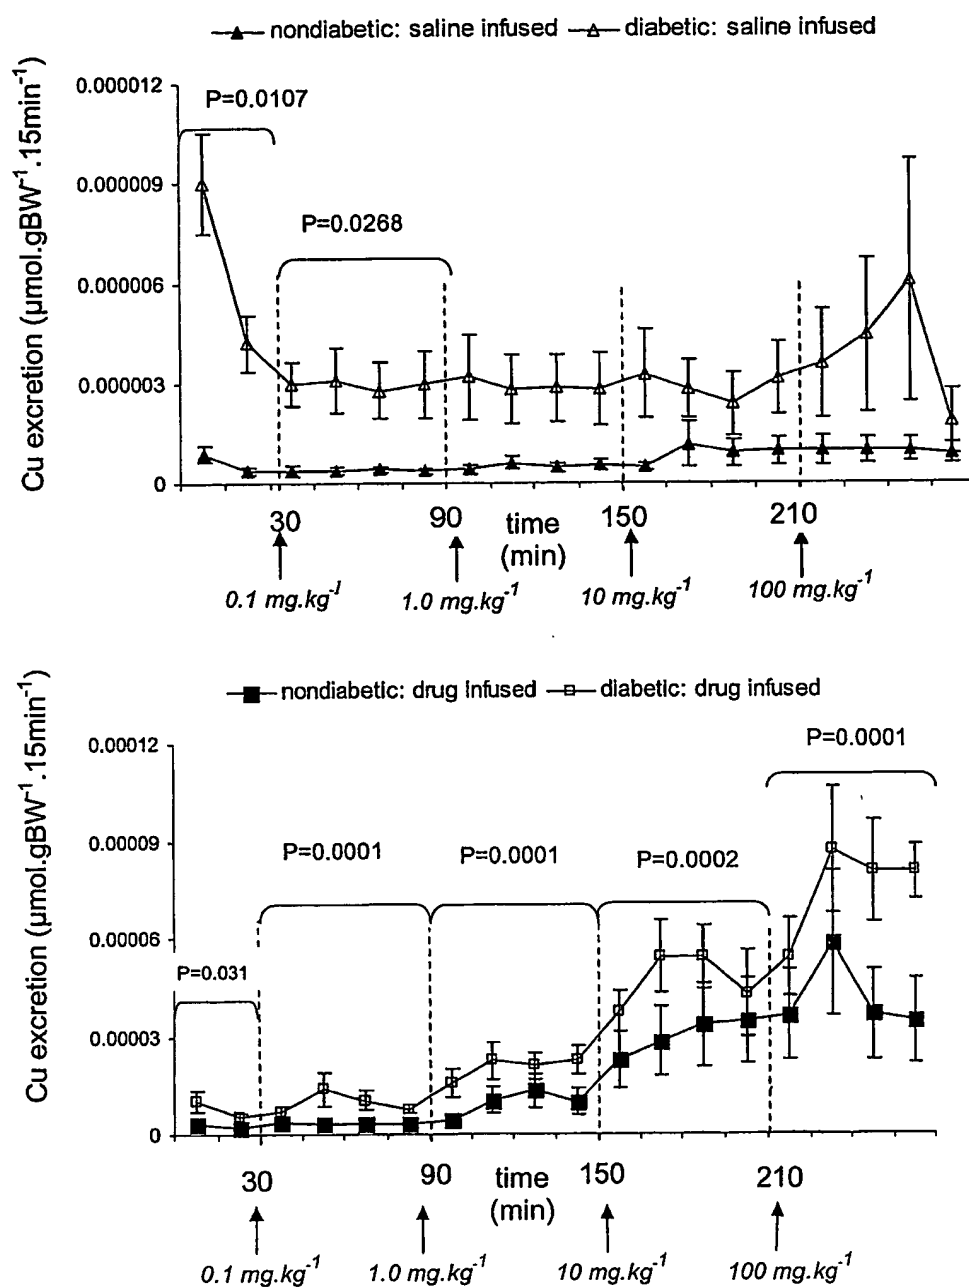 nondiabetic: saline infused diabetic: saline infused
Cu excretion (µmol.gBW⁻¹.15min⁻¹)
0.000012
P=0.0107
0.000009
P=0.0268
0.000006
0.000003
0
30 90 time (min) 150 210
0.1 mg.kg⁻¹ 1.0 mg.kg⁻¹ 10 mg.kg⁻¹ 100 mg.kg⁻¹
nondiabetic: drug infused diabetic: drug infused
Cu excretion (µmol.gBW⁻¹.15min⁻¹)
0.00012
P=0.0001
0.00009
P=0.0001 P=0.0001 P=0.0002
0.00006
P=0.031
0.00003
0
30 90 time (min) 150 210
0.1 mg.kg⁻¹ 1.0 mg.kg⁻¹ 10 mg.kg⁻¹ 100 mg.kg⁻¹